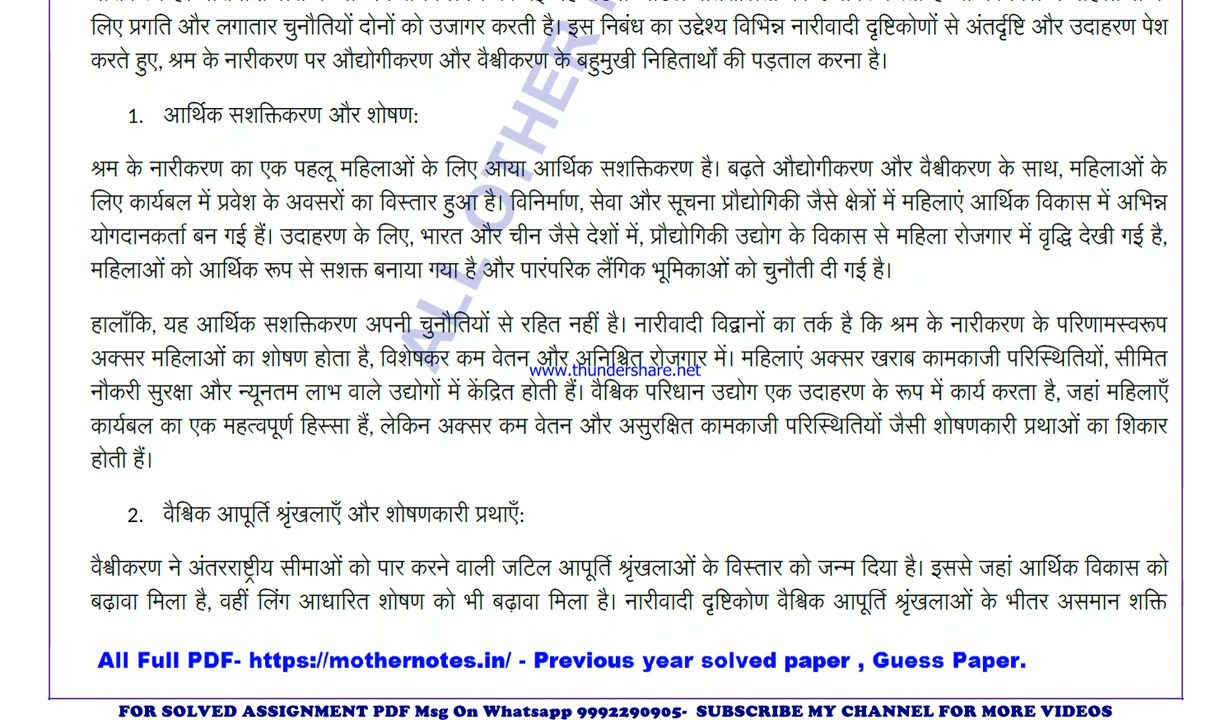 लिए प्रगति और लगातार चुनौतियों दोनों को उजागर करती है। इस निबंध का उद्देश्य विभिन्न नारीवादी दृष्टिकोणों से अंतर्दृष्टि और उदाहरण पेश
करते हुए, श्रम के नारीकरण पर औद्योगीकरण और वैश्वीकरण के बहुमुखी निहितार्थों की पड़ताल करना है।
1. आर्थिक सशक्तिकरण और शोषण:
श्रम के नारीकरण का एक पहलू महिलाओं के लिए आया आर्थिक सशक्तिकरण है। बढ़ते औद्योगीकरण और वैश्वीकरण के साथ, महिलाओं के
लिए कार्यबल में प्रवेश के अवसरों का विस्तार हुआ है। विनिर्माण, सेवा और सूचना प्रौद्योगिकी जैसे क्षेत्रों में महिलाएं आर्थिक विकास में अभिन्न
योगदानकर्ता बन गई हैं। उदाहरण के लिए, भारत और चीन जैसे देशों में, प्रौद्योगिकी उद्योग के विकास से महिला रोजगार में वृद्धि देखी गई है,
महिलाओं को आर्थिक रूप से सशक्त बनाया गया है और पारंपरिक लैंगिक भूमिकाओं को चुनौती दी गई है।
हालाँकि, यह आर्थिक सशक्तिकरण अपनी चुनौतियों से रहित नहीं है। नारीवादी विद्वानों का तर्क है कि श्रम के नारीकरण के परिणामस्वरूप
अक्सर महिलाओं का शोषण होता है, विशेषकर कम वेतन और अनिश्चित रोजगार में। महिलाएं अक्सर खराब कामकाजी परिस्थितियों, सीमित
www.thundershare.net
नौकरी सुरक्षा और न्यूनतम लाभ वाले उद्योगों में केंद्रित होती हैं। वैश्विक परिधान उद्योग एक उदाहरण के रूप में कार्य करता है, जहां महिलाएँ
कार्यबल का एक महत्वपूर्ण हिस्सा हैं, लेकिन अक्सर कम वेतन और असुरक्षित कामकाजी परिस्थितियों जैसी शोषणकारी प्रथाओं का शिकार
होती हैं।
2. वैश्विक आपूर्ति श्रृंखलाएँ और शोषणकारी प्रथाएँ:
वैश्वीकरण ने अंतरराष्ट्रीय सीमाओं को पार करने वाली जटिल आपूर्ति श्रृंखलाओं के विस्तार को जन्म दिया है। इससे जहां आर्थिक विकास को
बढ़ावा मिला है, वहीं लिंग आधारित शोषण को भी बढ़ावा मिला है। नारीवादी दृष्टिकोण वैश्विक आपूर्ति श्रृंखलाओं के भीतर असमान शक्ति
ALL OTHER
All Full PDF- https://mothernotes.in/ - Previous year solved paper , Guess Paper.
FOR SOLVED ASSIGNMENT PDF Msg On Whatsapp 9992290905- SUBSCRIBE MY CHANNEL FOR MORE VIDEOS